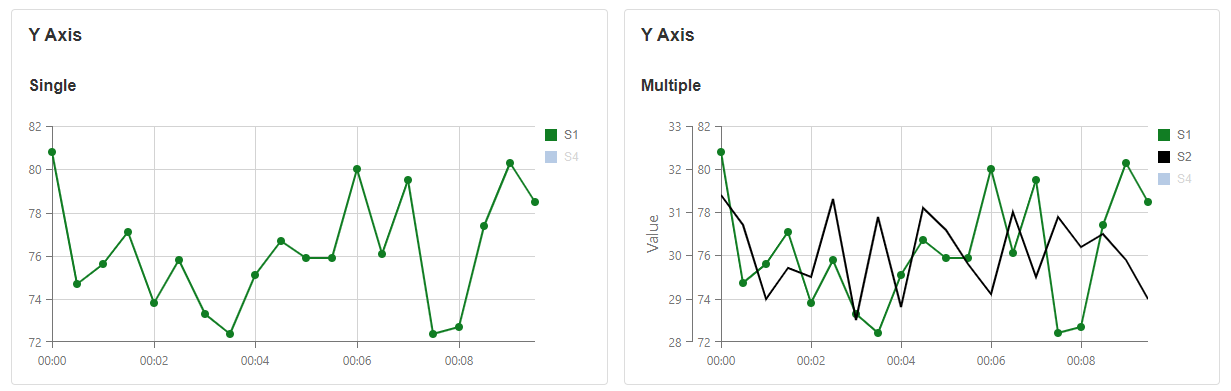 Y Axis
Single
82
80
78
76
74
72
00:00 00:02 00:04 00:06 00:08
S1
S4
Y Axis
Multiple
Value
33 82
32 80
31 78
30 76
29 74
28 72
00:00 00:02 00:04 00:06 00:08
S1
S2
S4